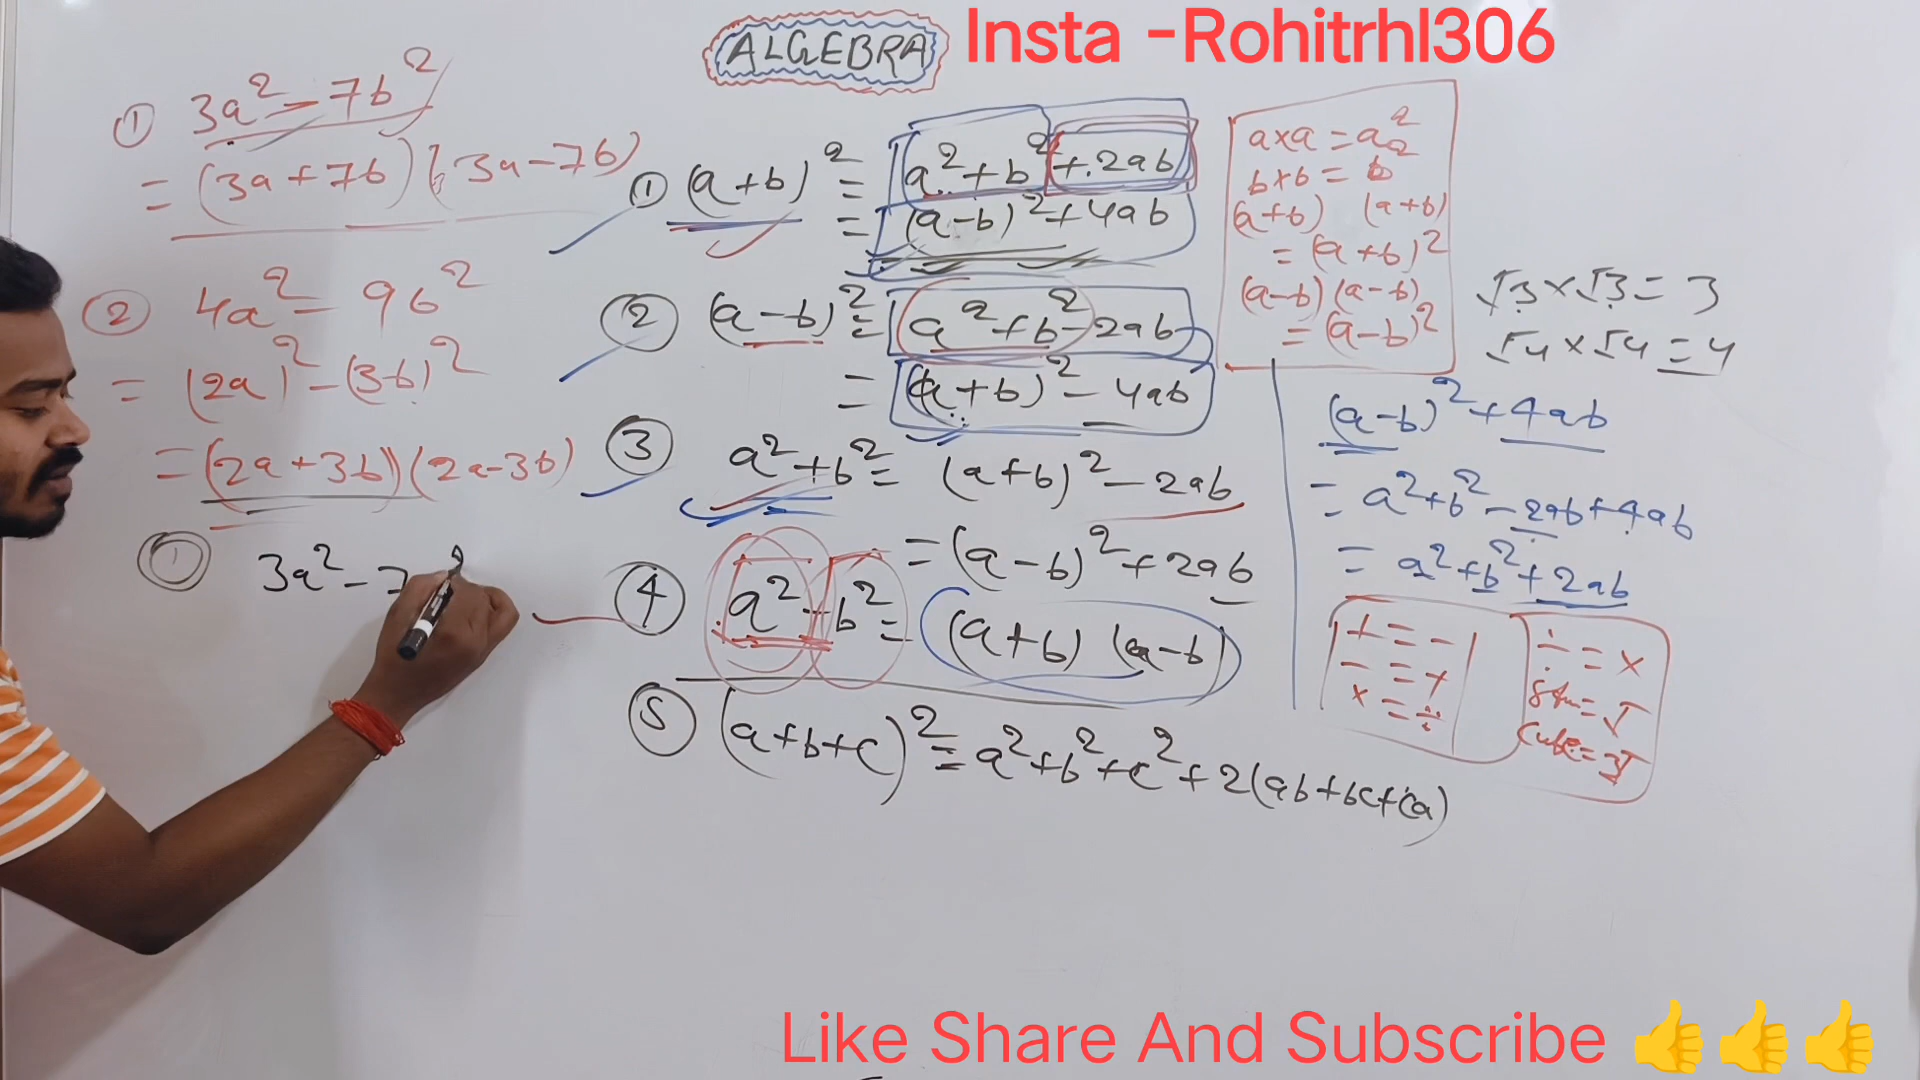 ALGEBRA
Insta -Rohitrhl306
① 3a² - 7b²
= (3a + 7b) (3a - 7b)
② 4a² - 9b²
= (2a)² - (3b)²
= (2a + 3b) (2a - 3b)
① 3a² - 7
① (a + b)² = a² + b² + 2ab
= (a - b)² + 4ab
② (a - b)² = a² + b² - 2ab
= (a + b)² - 4ab
③ a² + b² = (a + b)² - 2ab
= (a - b)² + 2ab
④ a² - b² = (a + b) (a - b)
⑤ (a + b + c)² = a² + b² + c² + 2(ab + bc + ca)
a × a = a²
b × b = b²
(a + b) (a + b)
= (a + b)²
(a - b) (a - b)
= (a - b)²
√3 × √3 = 3
√4 × √4 = 4
(a - b)² + 4ab
= a² + b² - 2ab + 4ab
= a² + b² + 2ab
+ = -
- = +
× = ÷
÷ = ×
= √
Cube = 3√
Like Share And Subscribe 👍👍👍